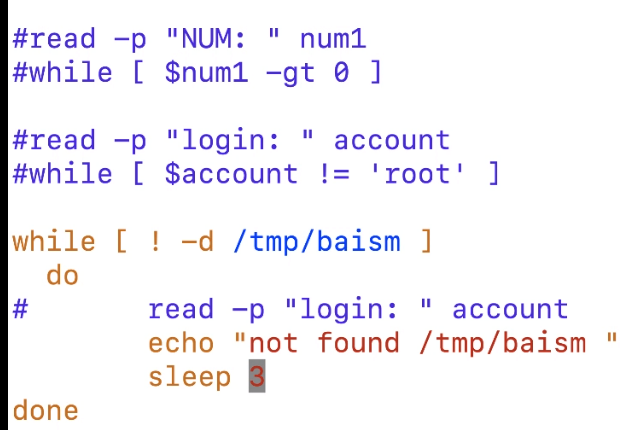 #read -p "NUM: " num1
#while [ $num1 -gt 0 ]
#read -p "login: " account
#while [ $account != 'root' ]
while [ ! -d /tmp/baism ]
do
# read -p "login: " account
echo "not found /tmp/baism "
sleep 3
done